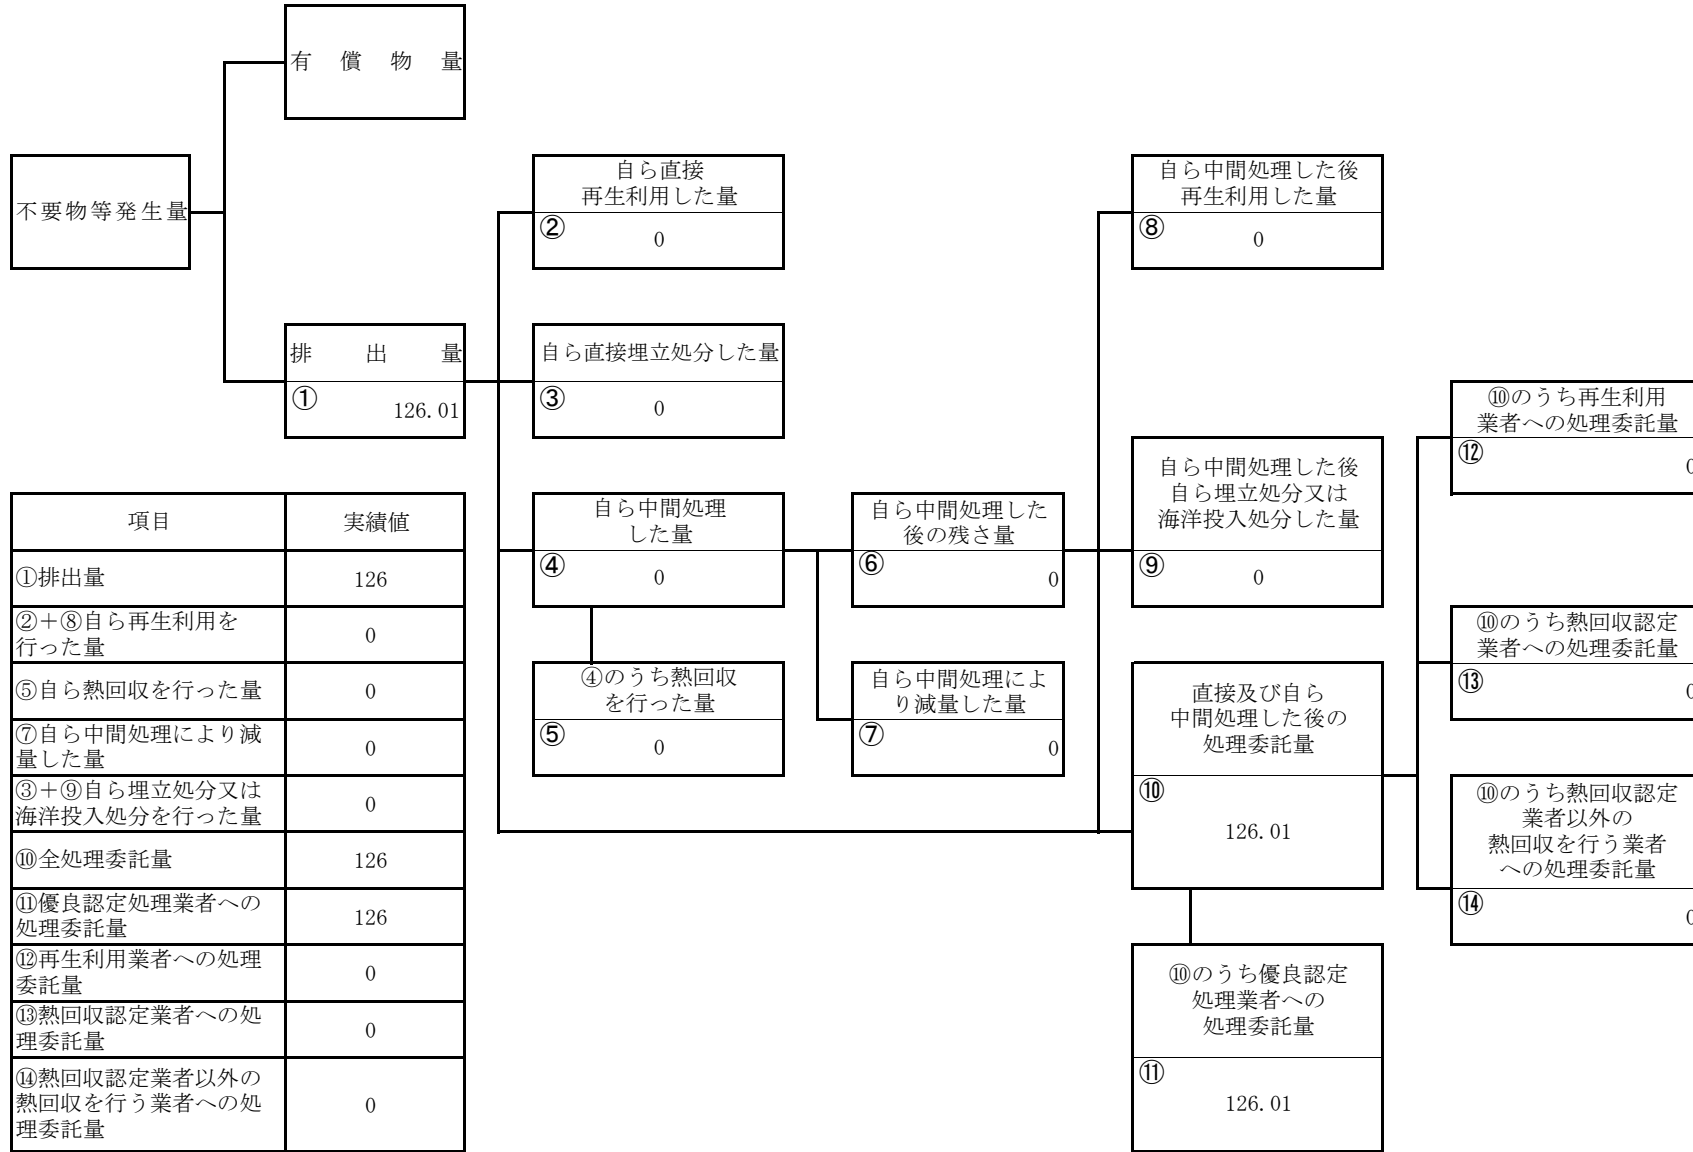 有償物量
不要物等発生量
自ら直接
再生利用した量
② 0
自ら中間処理した後
再生利用した量
⑧ 0
排出量
① 126.01
自ら直接埋立処分した量
③ 0
⑩のうち再生利用
業者への処理委託量
⑫ 0
自ら中間処理した後
自ら埋立処分又は
海洋投入処分した量
⑨ 0
自ら中間処理
した量
④ 0
自ら中間処理した
後の残さ量
⑥ 0
⑩のうち熱回収認定
業者への処理委託量
⑬ 0
④のうち熱回収
を行った量
⑤ 0
自ら中間処理によ
り減量した量
⑦ 0
直接及び自ら
中間処理した後の
処理委託量
⑩
126.01
⑩のうち熱回収認定
業者以外の
熱回収を行う業者
への処理委託量
⑭ 0
⑩のうち優良認定
処理業者への
処理委託量
⑪
126.01
項目 実績値
①排出量 126
②+⑧自ら再生利用を
行った量 0
⑤自ら熱回収を行った量 0
⑦自ら中間処理により減
量した量 0
③+⑨自ら埋立処分又は
海洋投入処分を行った量 0
⑩全処理委託量 126
⑪優良認定処理業者への
処理委託量 126
⑫再生利用業者への処理
委託量 0
⑬熱回収認定業者への処
理委託量 0
⑭熱回収認定業者以外の
熱回収を行う業者への処
理委託量 0